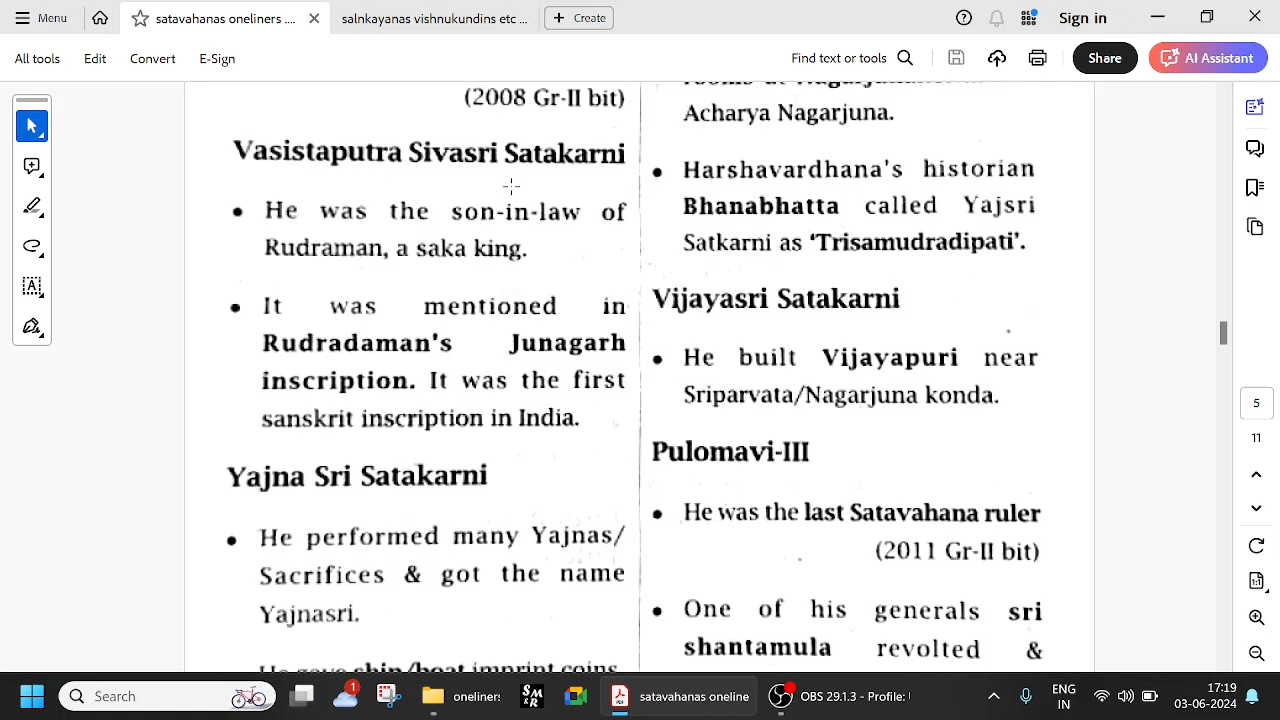 Menu
satavahanas oneliners ....
salnkayanas vishnukundins etc ...
Create
Sign in
All tools
Edit
Convert
E-Sign
Find text or tools
Share
AI Assistant
(2008 Gr-II bit)
Vasistaputra Sivasri Satakarni
• He was the son-in-law of
Rudraman, a saka king.
• It was mentioned in
Rudradaman's Junagarh
inscription. It was the first
sanskrit inscription in India.
Yajna Sri Satakarni
• He performed many Yajnas/
Sacrifices & got the name
Yajnasri.
ship/boat imprint coins
Acharya Nagarjuna.
• Harshavardhana's historian
Bhanabhatta called Yajsri
Satkarni as ‘Trisamudradipati’.
Vijayasri Satakarni
• He built Vijayapuri near
Sriparvata/Nagarjuna konda.
Pulomavi-III
• He was the last Satavahana ruler
(2011 Gr-II bit)
• One of his generals sri
shantamula revolted &
5
11
Search
1
oneliners
SM
&R
satavahanas oneline
OBS 29.1.3 - Profile:
ENG
IN
17:19
03-06-2024